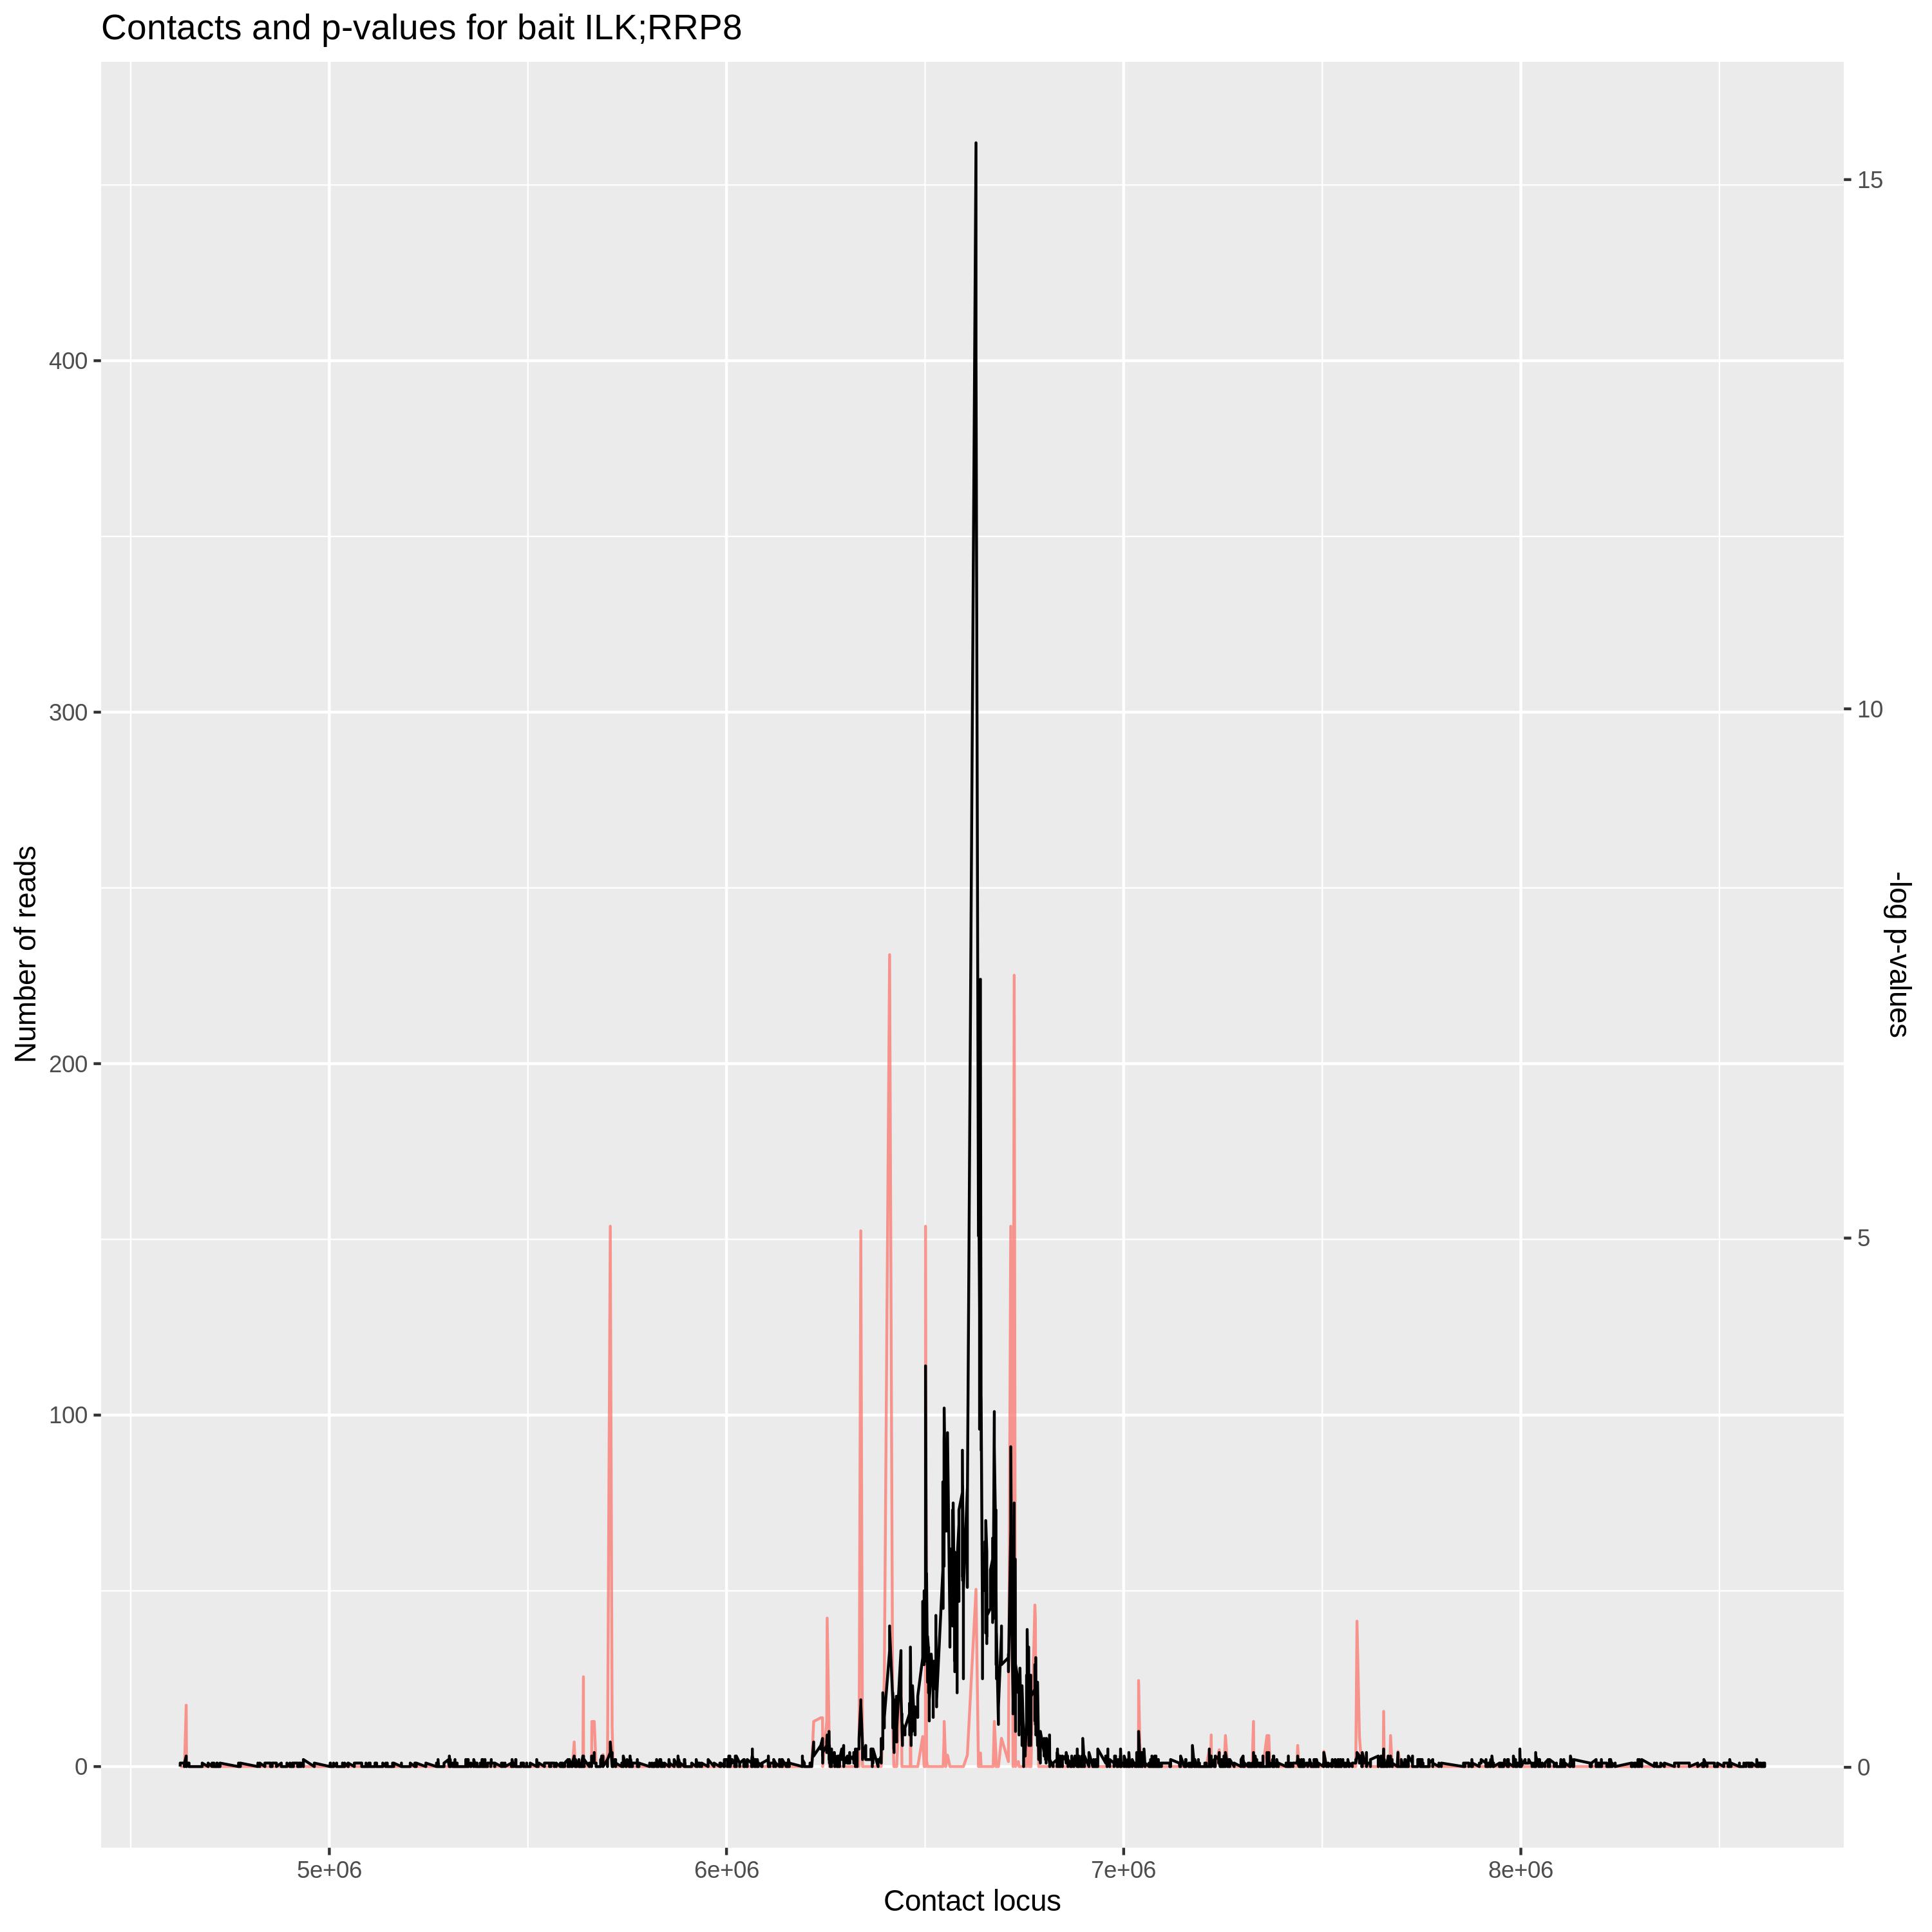 Contacts and p-values for bait ILK;RRP8
400
300
200
100
0
15
10
5
0
Number of reads
-log p-values
5e+06
6e+06
7e+06
8e+06
Contact locus